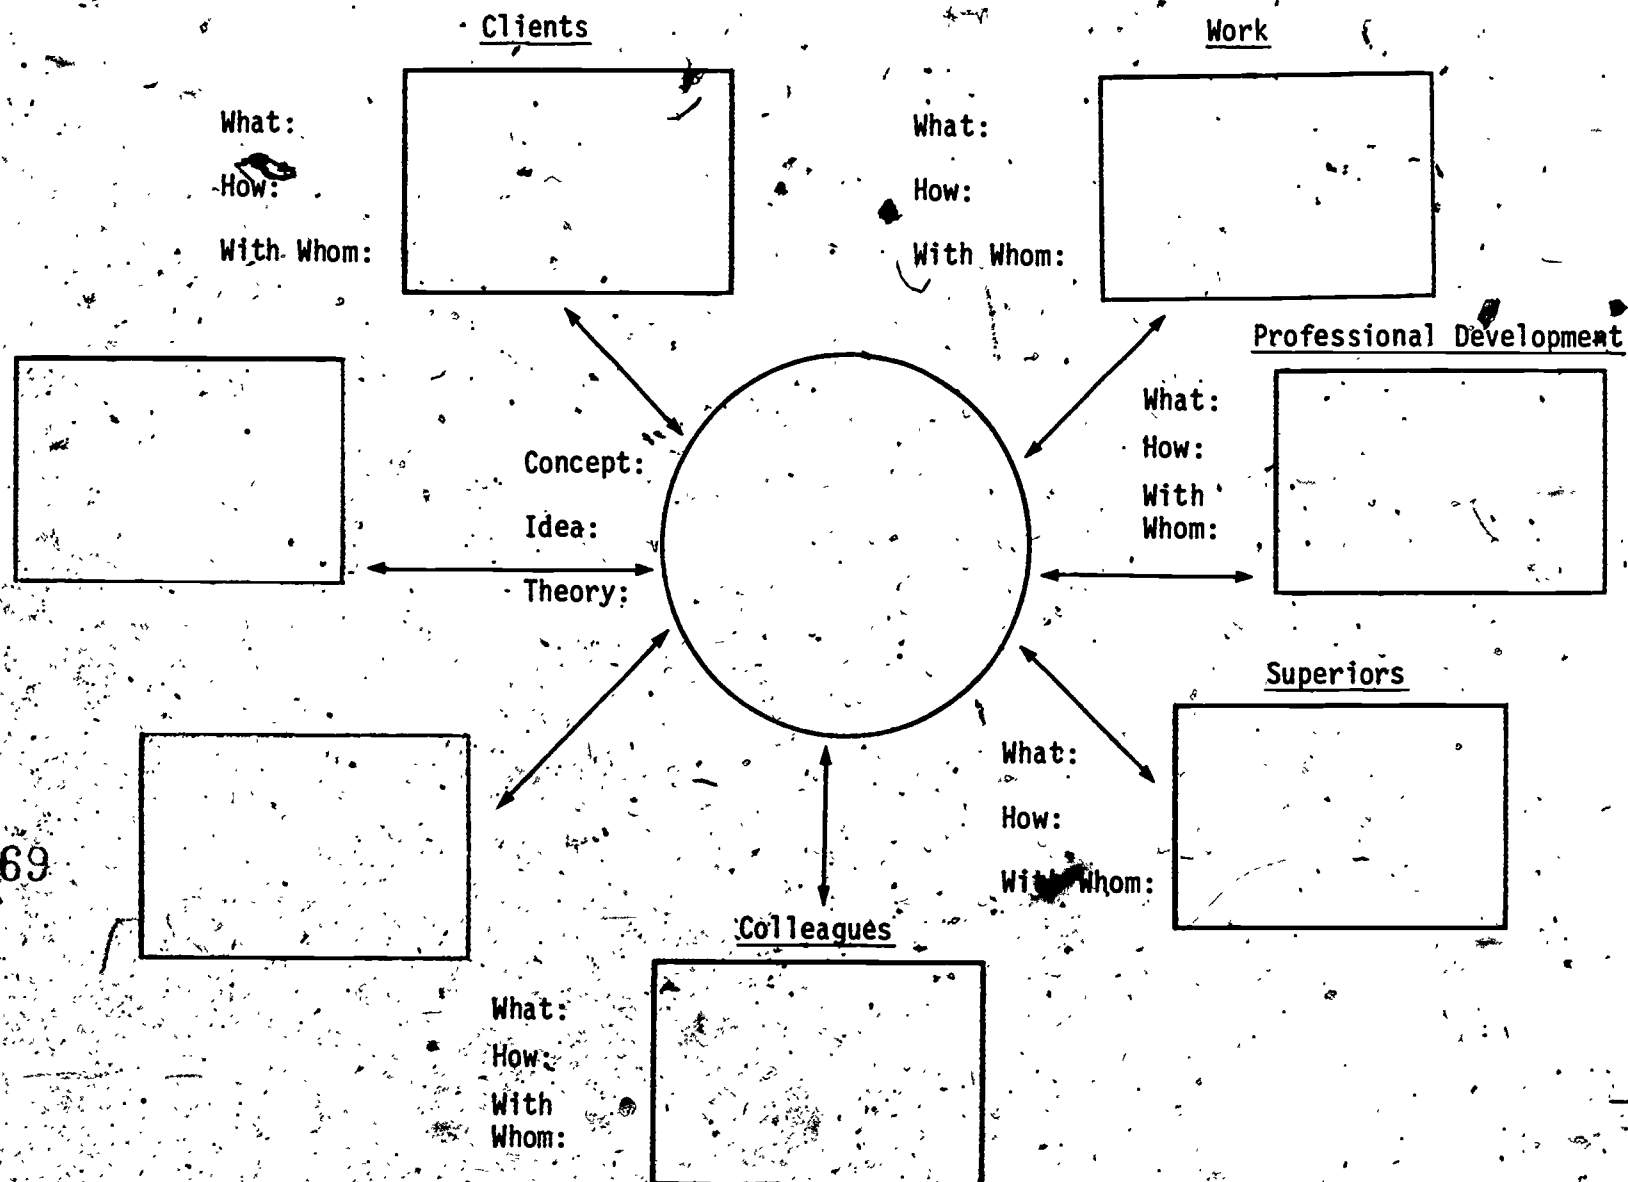 Clients
What:
How:
With Whom:
Work
What:
How:
With Whom:
Professional Development
What:
How:
With
Whom:
Concept:
Idea:
Theory:
Superiors
What:
How:
With Whom:
69
Colleagues
What:
How:
With
Whom: